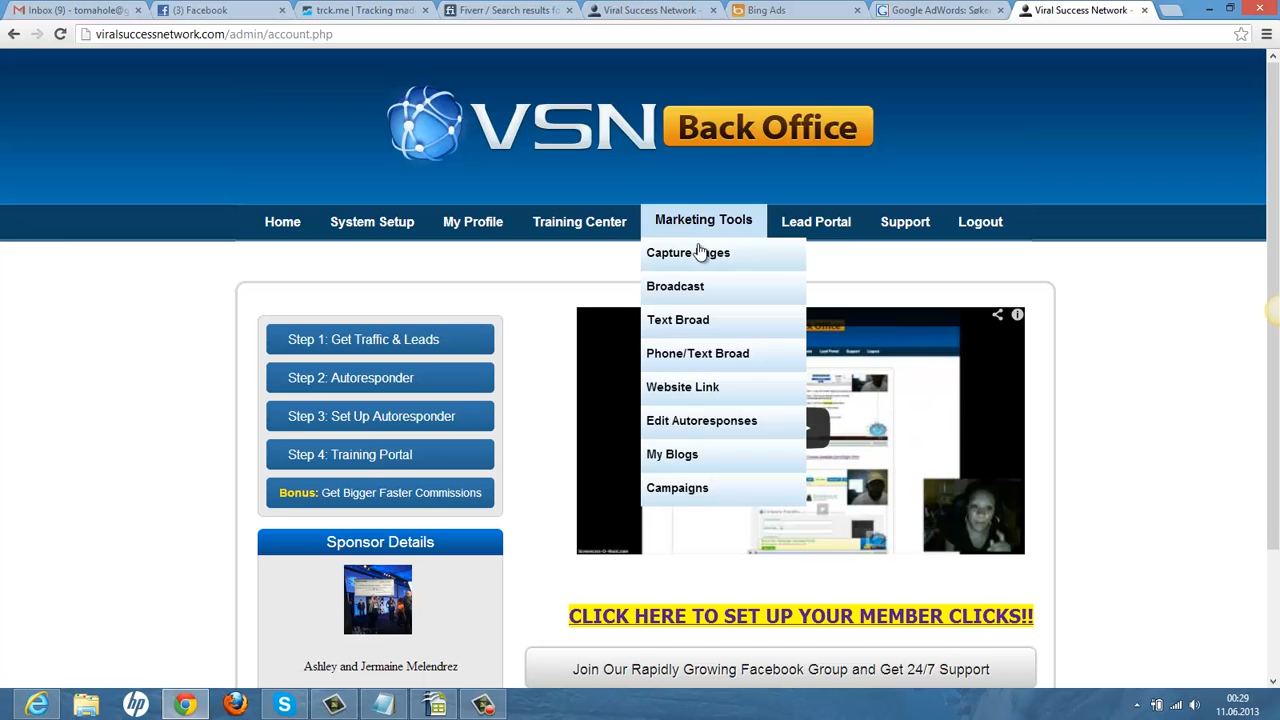 Inbox (9) - tomahole@g
(3) Facebook
trck.me | Tracking mad
Fiverr / Search results fo
Viral Success Network -
Bing Ads
Google AdWords: Søke
Viral Success Network -
viralsuccessnetwork.com/admin/account.php
VSN Back Office
Home
System Setup
My Profile
Training Center
Marketing Tools
Lead Portal
Support
Logout
Capture
Broadcast
Text Broad
Phone/Text Broad
Website Link
Edit Autoresponses
My Blogs
Campaigns
Step 1: Get Traffic & Leads
Step 2: Autoresponder
Step 3: Set Up Autoresponder
Step 4: Training Portal
Bonus: Get Bigger Faster Commissions
Sponsor Details
Ashley and Jermaine Melendrez
CLICK HERE TO SET UP YOUR MEMBER CLICKS!!
Join Our Rapidly Growing Facebook Group and Get 24/7 Support
00:29
11.06.2013